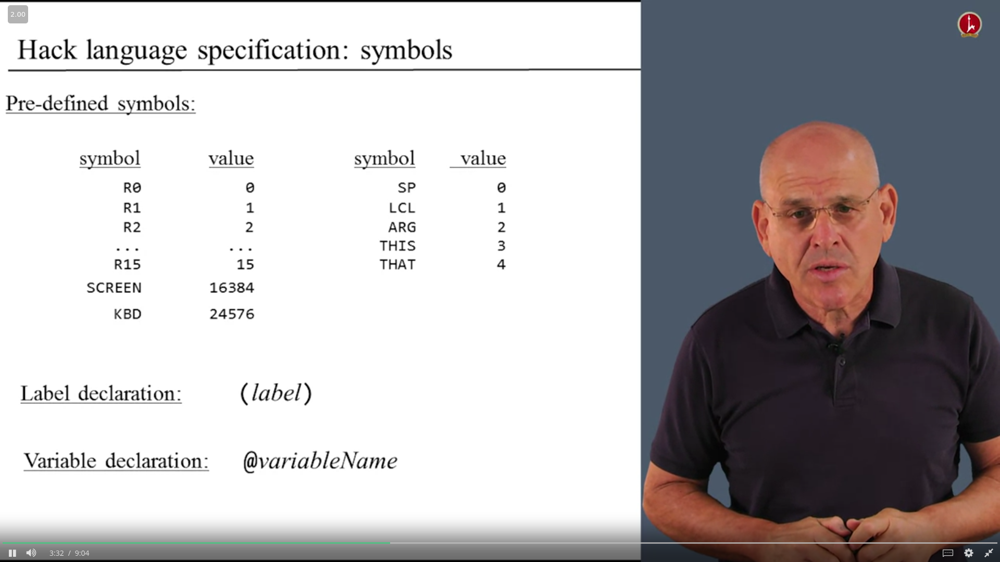 2.00
Hack language specification: symbols
Pre-defined symbols:
symbol value symbol value
R0 0 SP 0
R1 1 LCL 1
R2 2 ARG 2
... ... THIS 3
R15 15 THAT 4
SCREEN 16384
KBD 24576
Label declaration: (label)
Variable declaration: @variableName
3:32 / 9:04